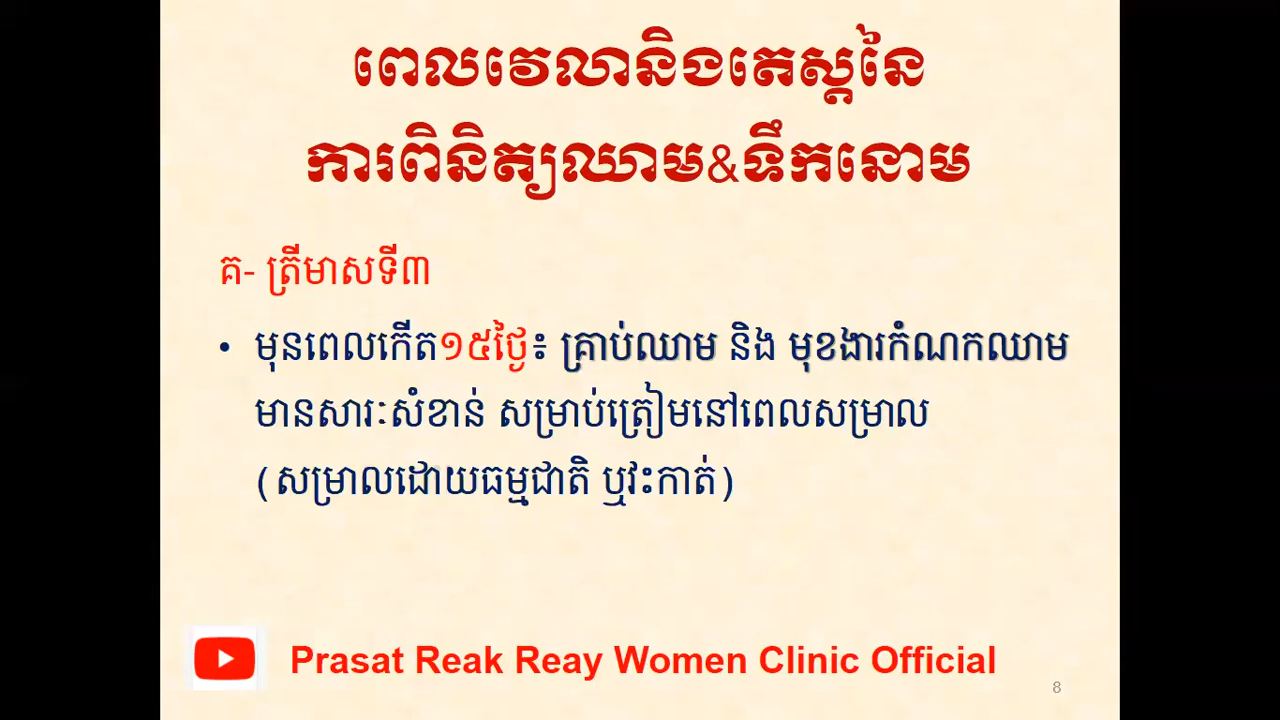 ពេលវេលានិងតេស្តនៃ
ការពិនិត្យឈាម&ទឹកនោម
គ- ត្រីមាសទី៣
• មុនពេលកើត១៥ថ្ងៃ៖ គ្រាប់ឈាម និង មុខងារកំណកឈាម
មានសារៈសំខាន់ សម្រាប់ត្រៀមនៅពេលសម្រាល
(សម្រាលដោយធម្មជាតិ ឬវះកាត់)
Prasat Reak Reay Women Clinic Official
8